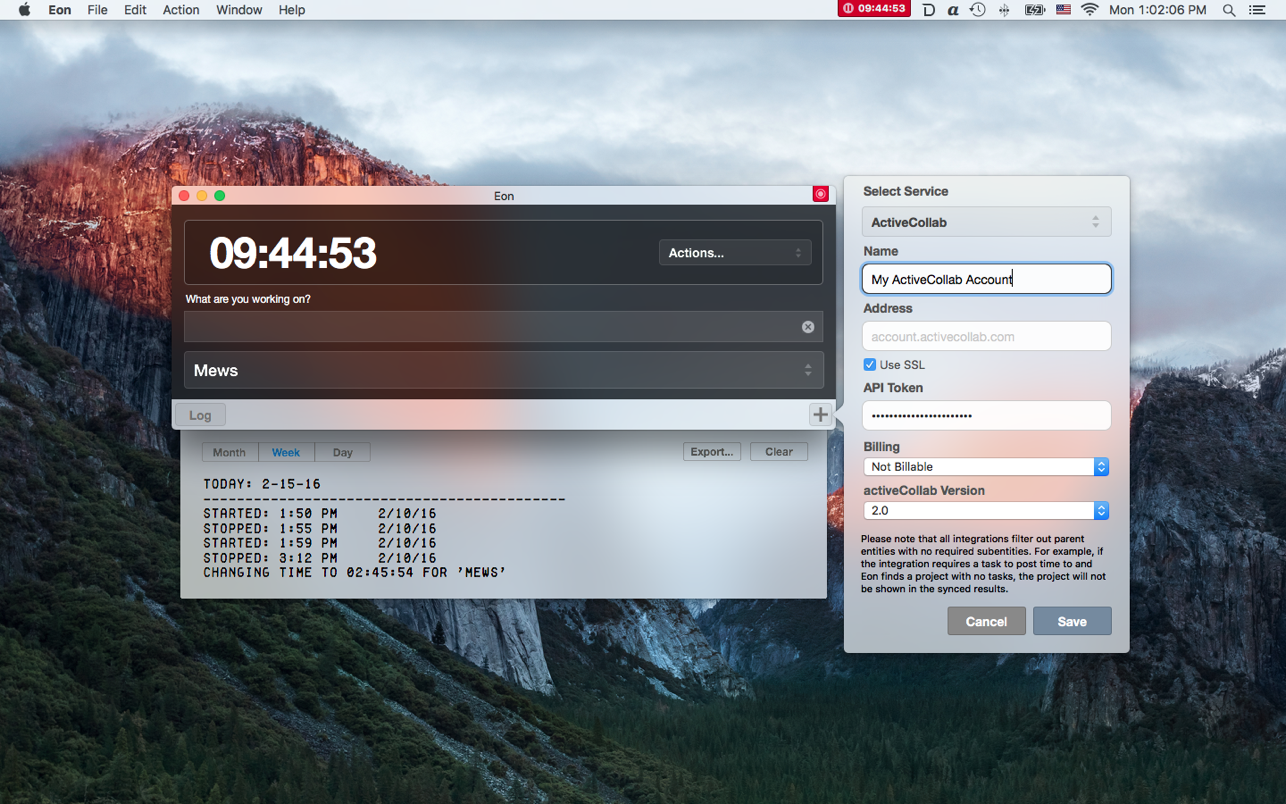 Eon File Edit Action Window Help
09:44:53
Mon 1:02:06 PM
Eon
09:44:53
Actions...
What are you working on?
Mews
Log
Month Week Day
Export... Clear
TODAY: 2-15-16
----------------------------------------
STARTED: 1:50 PM 2/10/16
STOPPED: 1:55 PM 2/10/16
STARTED: 1:59 PM 2/10/16
STOPPED: 3:12 PM 2/10/16
CHANGING TIME TO 02:45:54 FOR 'MEWS'
Select Service
ActiveCollab
Name
My ActiveCollab Account
Address
account.activecollab.com
Use SSL
API Token
•••••••••••••••••••••••
Billing
Not Billable
activeCollab Version
2.0
Please note that all integrations filter out parent
entities with no required subentities. For example, if
the integration requires a task to post time to and
Eon finds a project with no tasks, the project will not
be shown in the synced results.
Cancel Save